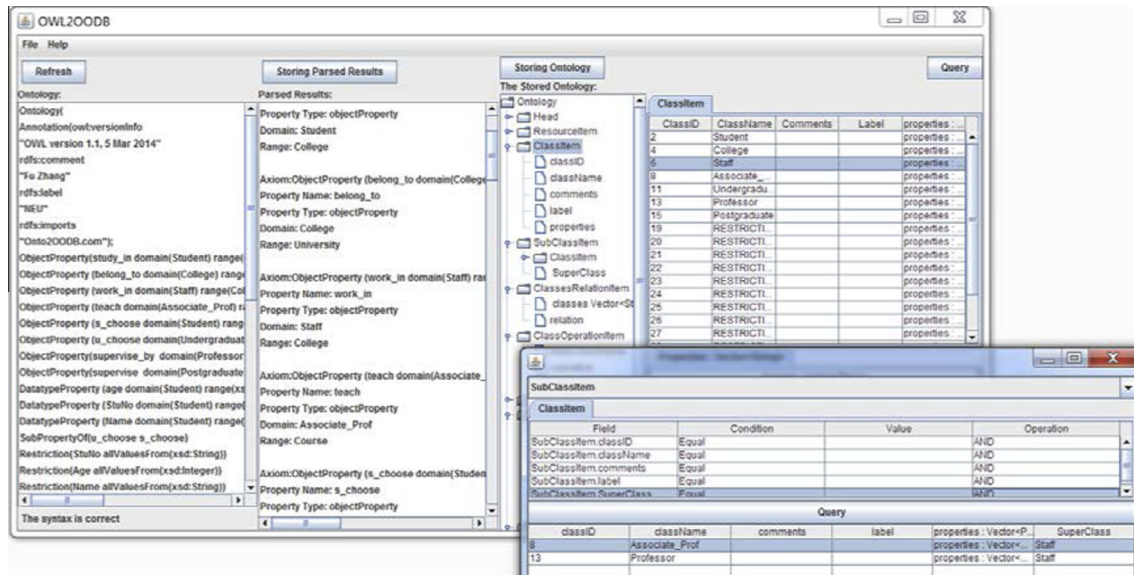 OWL2OODB
File Help
Refresh
Storing Parsed Results
Storing Ontology
Query
Ontology:
Ontology(
Annotation(owl:versionInfo
"OWL version 1.1, 5 Mar 2014"
rdfs:comment
"Fu Zhang"
rdfs:label
"NEU"
rdfs:imports
"Onto2OODB.com");
ObjectProperty(study_in domain(Student) range(
ObjectProperty (belong_to domain(College) rang
ObjectProperty (work_in domain(Staff) range(Col
ObjectProperty (teach domain(Associate_Prof) r
ObjectProperty (s_choose domain(Student) rang
ObjectProperty (u_choose domain(Undergraduat
ObjectProperty(supervise_by domain(Professor
ObjectProperty(supervise domain(Postgraduate
DatatypeProperty (age domain(Student) range(xs
DatatypeProperty (StuNo domain(Student) range(
DatatypeProperty (Name domain(Student) range(
SubPropertyOf(u_choose s_choose)
Restriction(StuNo allValuesFrom(xsd:String))
Restriction(Age allValuesFrom(xsd:Integer))
Restriction(Name allValuesFrom(xsd:String))
The syntax is correct
Parsed Results:
Property Type: objectProperty
Domain: Student
Range: College
Axiom:ObjectProperty (belong_to domain(College
Property Name: belong_to
Property Type: objectProperty
Domain: College
Range: University
Axiom:ObjectProperty (work_in domain(Staff) ra
Property Name: work_in
Property Type: objectProperty
Domain: Staff
Range: College
Axiom:ObjectProperty (teach domain(Associate_
Property Name: teach
Property Type: objectProperty
Domain: Associate_Prof
Range: Course
Axiom:ObjectProperty (s_choose domain(Studen
Property Name: s_choose
Property Type: objectProperty
The Stored Ontology:
Ontology
Head
ResourceItem
ClassItem
classID
className
comments
label
properties
SubClassItem
ClassItem
SuperClass
ClassesRelationItem
classes Vector<St
relation
ClassOperationItem
ClassItem
ClassID ClassName Comments Label properties : ...
2 Student properties : ...
4 College properties : ...
6 Staff properties : ...
8 Associate_... properties : ...
11 Undergradu... properties : ...
13 Professor properties : ...
15 Postgraduate properties : ...
19 RESTRICTI... properties : ...
20 RESTRICTI... properties : ...
21 RESTRICTI... properties : ...
22 RESTRICTI... properties : ...
23 RESTRICTI... properties : ...
24 RESTRICTI... properties : ...
25 RESTRICTI... properties : ...
26 RESTRICTI... properties : ...
27 RESTRICTI... properties : ...
SubClassItem
ClassItem
Field Condition Value Operation
SubClassItem.classID Equal AND
SubClassItem.className Equal AND
SubClassItem.comments Equal AND
SubClassItem.label Equal AND
SubClassItem.SuperClass Equal AND
Query
classID className comments label properties : Vector<P... SuperClass
8 Associate_Prof properties : Vector<... Staff
13 Professor properties : Vector<... Staff